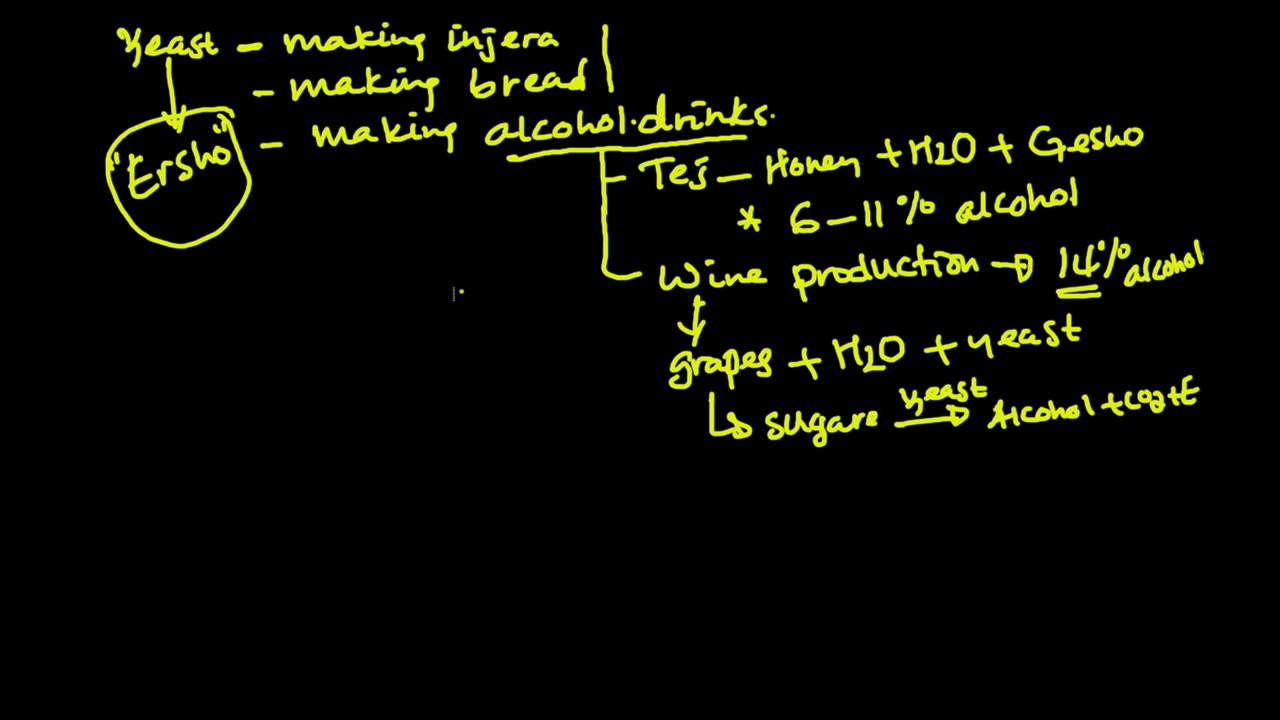 Yeast - making injera
- making bread
"Ersho" - making alcohol.drinks.
Tej - Honey + H2O + Gesho
* 6-11% alcohol
Wine production → 14% alcohol
↓
grapes + H2O + yeast
↳ sugars yeast → Alcohol + CO2 + E